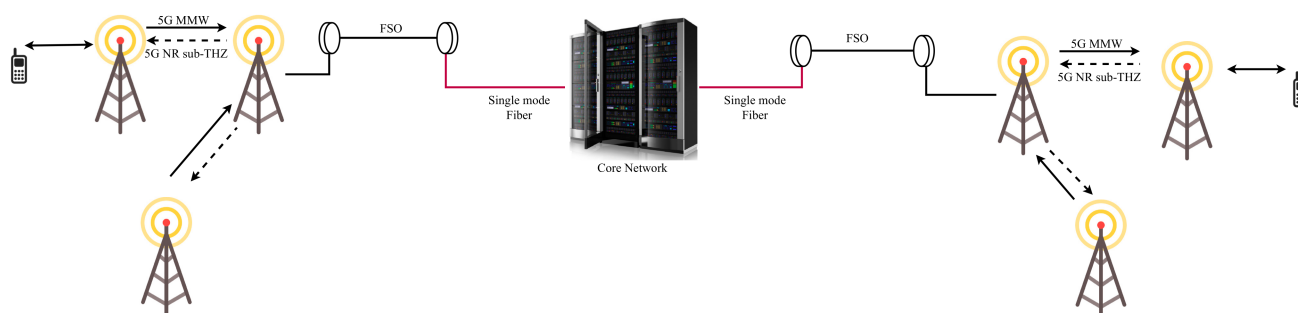 5G MMW
5G NR sub-THZ
FSO
Single mode
Fiber
Core Network
Single mode
Fiber
FSO
5G MMW
5G NR sub-THZ